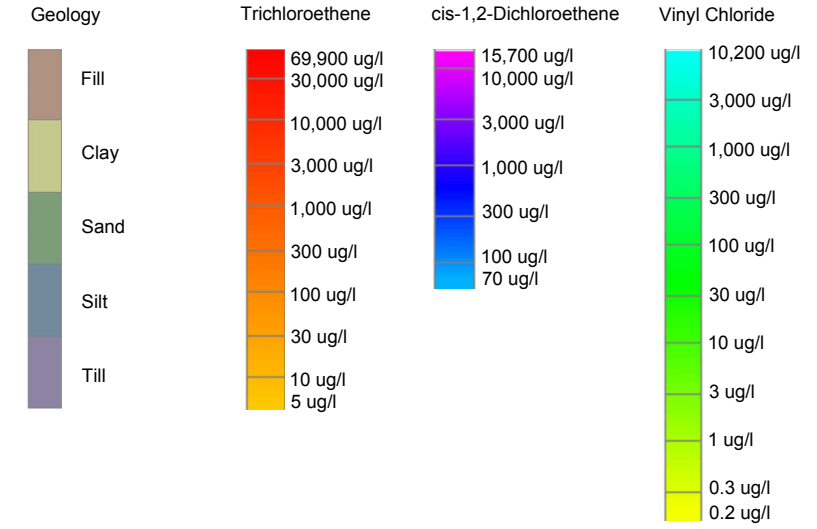 Geology
Fill
Clay
Sand
Silt
Till
Trichloroethene
69,900 ug/l
30,000 ug/l
10,000 ug/l
3,000 ug/l
1,000 ug/l
300 ug/l
100 ug/l
30 ug/l
10 ug/l
5 ug/l
cis-1,2-Dichloroethene
15,700 ug/l
10,000 ug/l
3,000 ug/l
1,000 ug/l
300 ug/l
100 ug/l
70 ug/l
Vinyl Chloride
10,200 ug/l
3,000 ug/l
1,000 ug/l
300 ug/l
100 ug/l
30 ug/l
10 ug/l
3 ug/l
1 ug/l
0.3 ug/l
0.2 ug/l